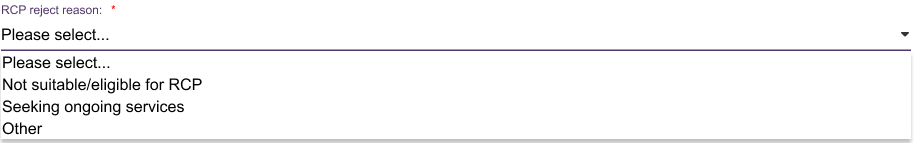 RCP reject reason: *
Please select...
Please select...
Not suitable/eligible for RCP
Seeking ongoing services
Other